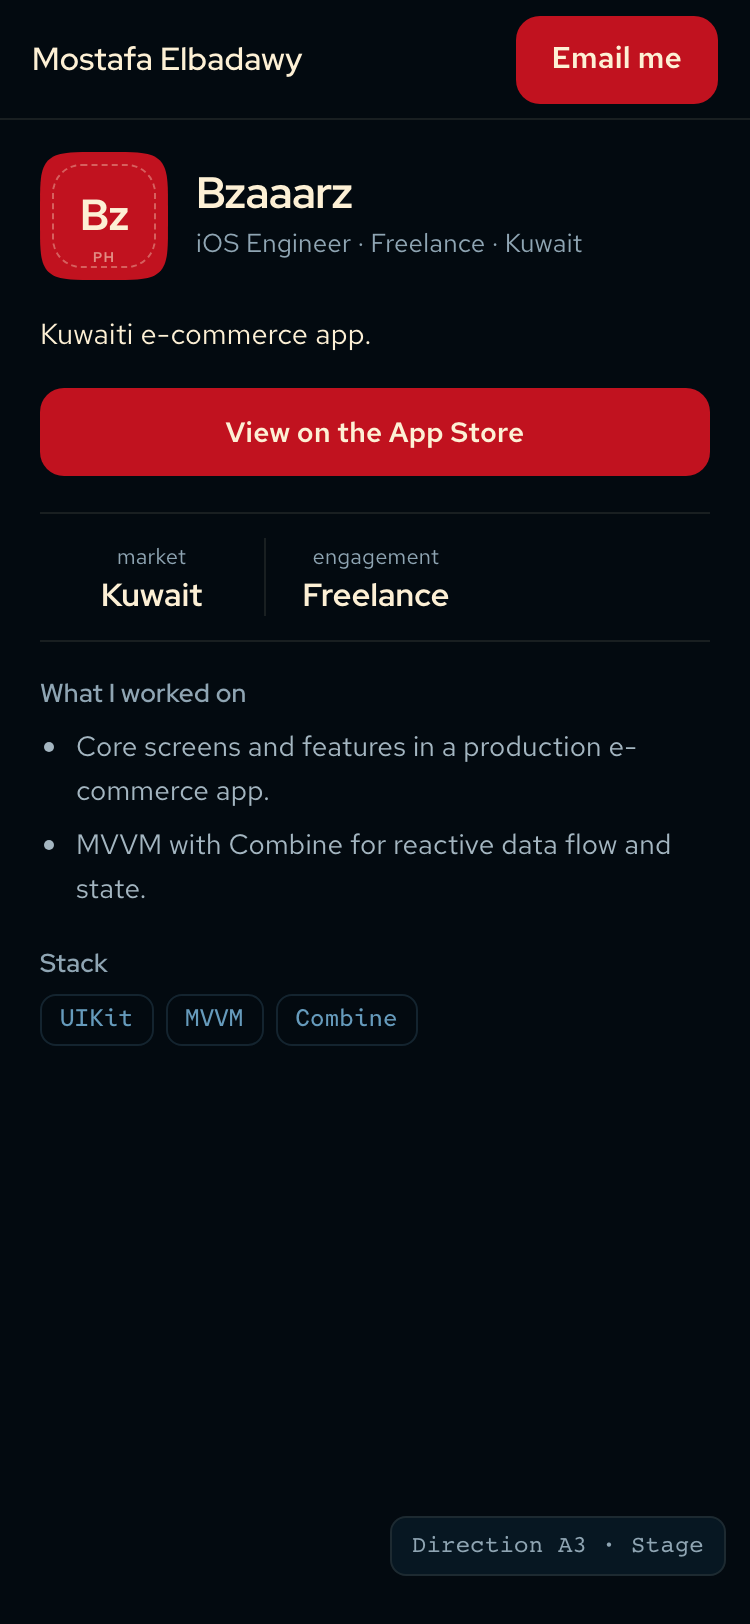 Mostafa Elbadawy
Email me
Bz
PH
Bzaaarz
iOS Engineer · Freelance · Kuwait
Kuwaiti e-commerce app.
View on the App Store
market
Kuwait
engagement
Freelance
What I worked on
• Core screens and features in a production e-
commerce app.
• MVVM with Combine for reactive data flow and
state.
Stack
UIKit
MVVM
Combine
Direction A3 · Stage